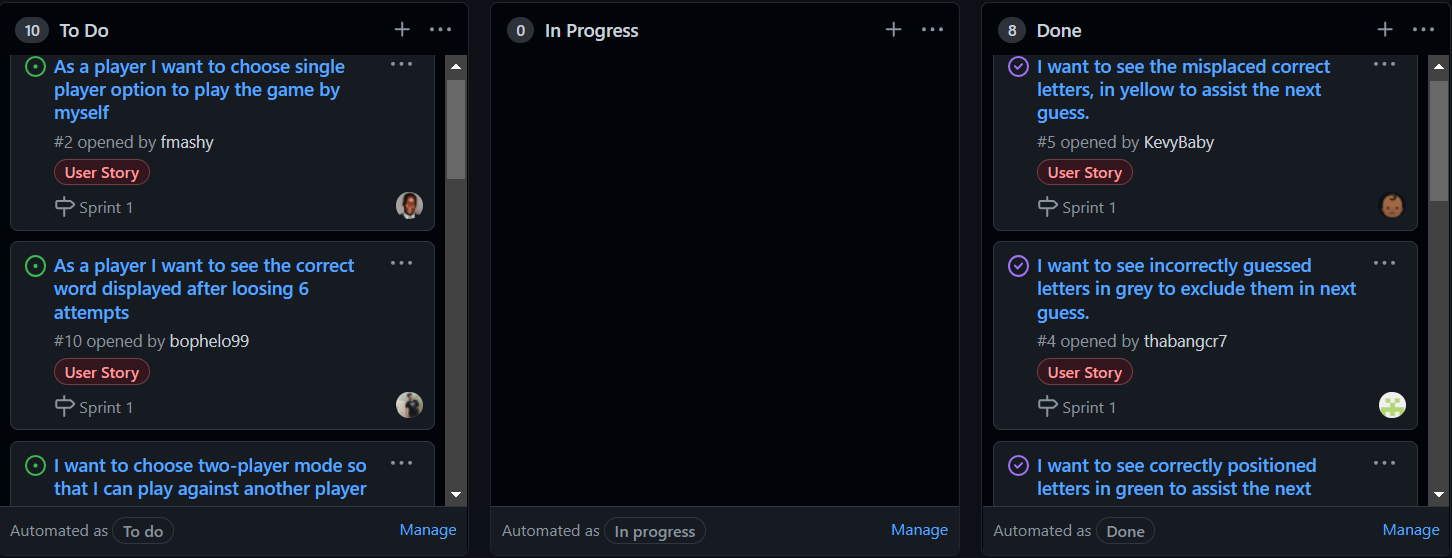 10 To Do
As a player I want to choose single
player option to play the game by
myself
#2 opened by fmashy
User Story
Sprint 1
As a player I want to see the correct
word displayed after loosing 6
attempts
#10 opened by bophelo99
User Story
Sprint 1
I want to choose two-player mode so
that I can play against another player
Automated as To do Manage
0 In Progress
Automated as In progress Manage
8 Done
I want to see the misplaced correct
letters, in yellow to assist the next
guess.
#5 opened by KevyBaby
User Story
Sprint 1
I want to see incorrectly guessed
letters in grey to exclude them in next
guess.
#4 opened by thabangcr7
User Story
Sprint 1
I want to see correctly positioned
letters in green to assist the next
Automated as Done Manage